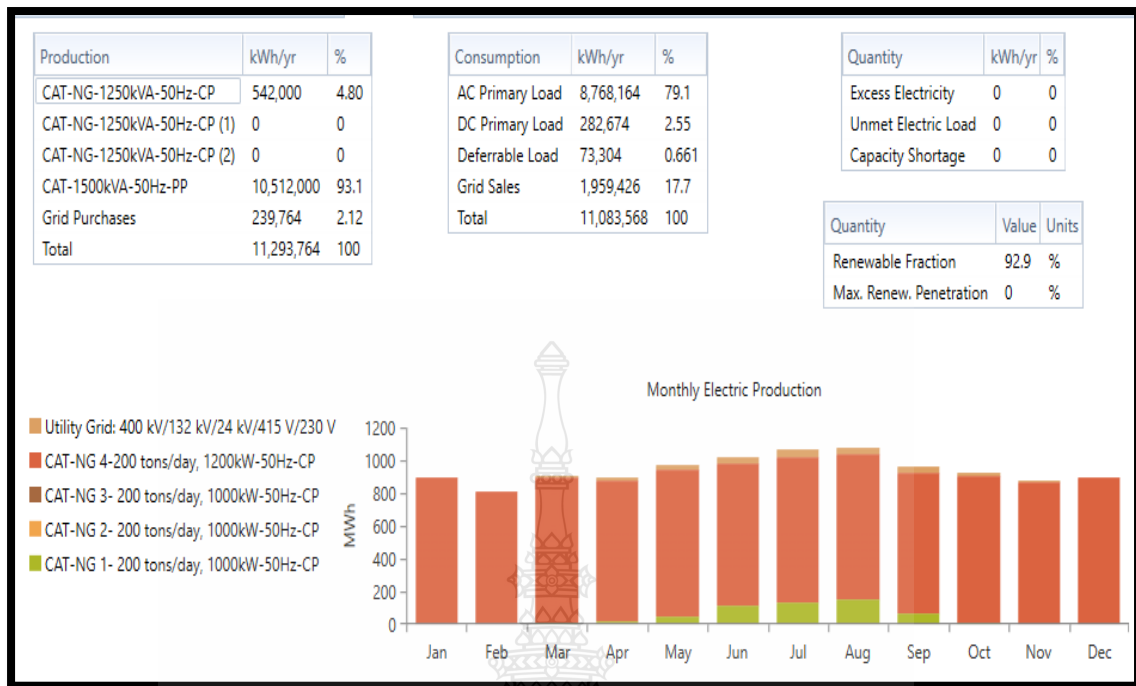 Production kWh/yr %
CAT-NG-1250kVA-50Hz-CP 542,000 4.80
CAT-NG-1250kVA-50Hz-CP (1) 0 0
CAT-NG-1250kVA-50Hz-CP (2) 0 0
CAT-1500kVA-50Hz-PP 10,512,000 93.1
Grid Purchases 239,764 2.12
Total 11,293,764 100
Consumption kWh/yr %
AC Primary Load 8,768,164 79.1
DC Primary Load 282,674 2.55
Deferrable Load 73,304 0.661
Grid Sales 1,959,426 17.7
Total 11,083,568 100
Quantity kWh/yr %
Excess Electricity 0 0
Unmet Electric Load 0 0
Capacity Shortage 0 0
Quantity Value Units
Renewable Fraction 92.9 %
Max. Renew. Penetration 0 %
Monthly Electric Production
Utility Grid: 400 kV/132 kV/24 kV/415 V/230 V
CAT-NG 4-200 tons/day, 1200kW-50Hz-CP
CAT-NG 3- 200 tons/day, 1000kW-50Hz-CP
CAT-NG 2- 200 tons/day, 1000kW-50Hz-CP
CAT-NG 1- 200 tons/day, 1000kW-50Hz-CP
MWh
1200
1000
800
600
400
200
0
Jan Feb Mar Apr May Jun Jul Aug Sep Oct Nov Dec